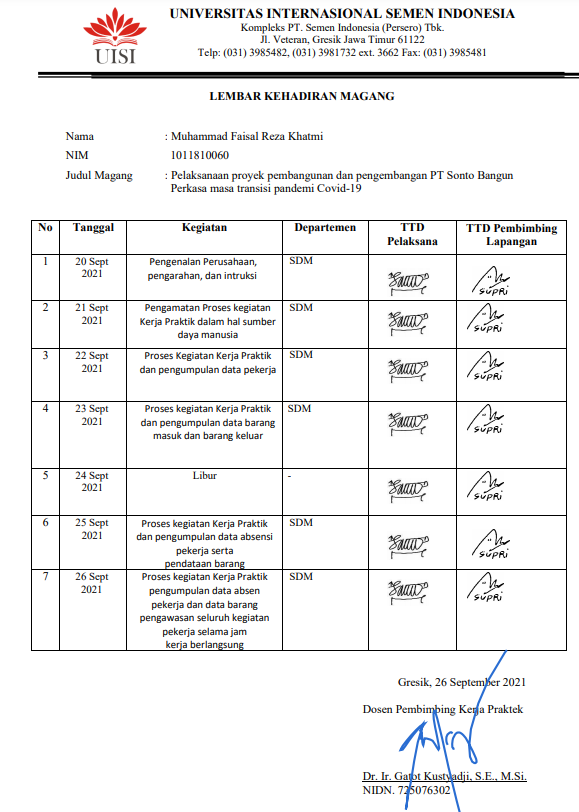 UISI
UNIVERSITAS INTERNASIONAL SEMEN INDONESIA
Kompleks PT. Semen Indonesia (Persero) Tbk.
Jl. Veteran, Gresik Jawa Timur 61122
Telp: (031) 3985482, (031) 3981732 ext. 3662 Fax: (031) 3985481
LEMBAR KEHADIRAN MAGANG
Nama : Muhammad Faisal Reza Khatmi
NIM 1011810060
Judul Magang : Pelaksanaan proyek pembangunan dan pengembangan PT Sonto Bangun
Perkasa masa transisi pandemi Covid-19
No Tanggal Kegiatan Departemen TTD TTD Pembimbing
Pelaksana Lapangan
1 20 Sept Pengenalan Perusahaan, SDM
2021 pengarahan, dan intruksi
SUPRI
2 21 Sept Pengamatan Proses kegiatan SDM
2021 Kerja Praktik dalam hal sumber
daya manusia
SUPRI
3 22 Sept Proses Kegiatan Kerja Praktik SDM
2021 dan pengumpulan data pekerja
SUPRI
4 23 Sept Proses kegiatan Kerja Praktik SDM
2021 dan pengumpulan data barang
masuk dan barang keluar
SUPRI
5 24 Sept Libur -
2021
SUPRI
6 25 Sept Proses kegiatan Kerja Praktik SDM
2021 dan pengumpulan data absensi
pekerja serta
pendataan barang
SUPRI
7 26 Sept Proses kegiatan Kerja Praktik SDM
2021 pengumpulan data absen
pekerja dan data barang
pengawasan seluruh kegiatan
pekerja selama jam
kerja berlangsung
SUPRI
Gresik, 26 September 2021
Dosen Pembimbing Kerja Praktek
Dr. Ir. Gatot Kustyadji, S.E., M.Si.
NIDN. 725076302